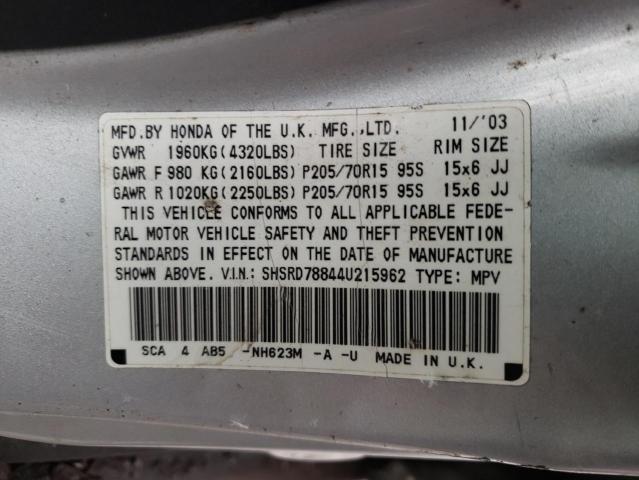 MFD.BY HONDA OF THE U.K. MFG.,LTD. 11/'03
GVWR 1960KG(4320LBS) TIRE SIZE RIM SIZE
GAWR F 980 KG(2160LBS) P205/70R15 95S 15x6 JJ
GAWR R 1020KG(2250LBS) P205/70R15 95S 15x6 JJ
THIS VEHICLE CONFORMS TO ALL APPLICABLE FEDE-
RAL MOTOR VEHICLE SAFETY AND THEFT PREVENTION
STANDARDS IN EFFECT ON THE DATE OF MANUFACTURE
SHOWN ABOVE. V.I.N.: SHSRD78844U215962 TYPE: MPV
SCA 4 AB5 -NH623M -A -U MADE IN U.K.